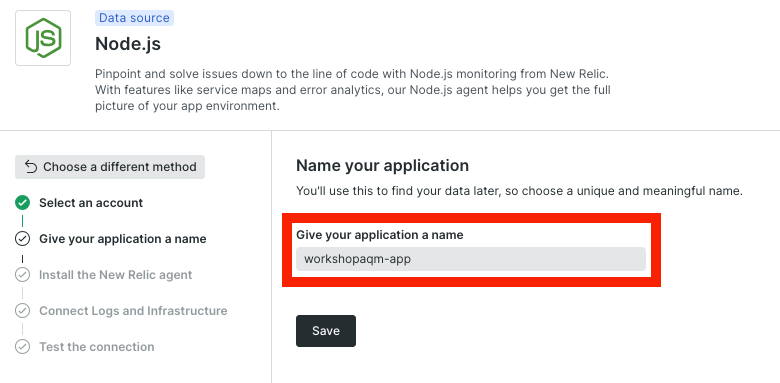 Data source
JS
Node.js
Pinpoint and solve issues down to the line of code with Node.js monitoring from New Relic.
With features like service maps and error analytics, our Node.js agent helps you get the full
picture of your app environment.
Choose a different method
Select an account
Give your application a name
Install the New Relic agent
Connect Logs and Infrastructure
Test the connection
Name your application
You'll use this to find your data later, so choose a unique and meaningful name.
Give your application a name
workshopaqm-app
Save